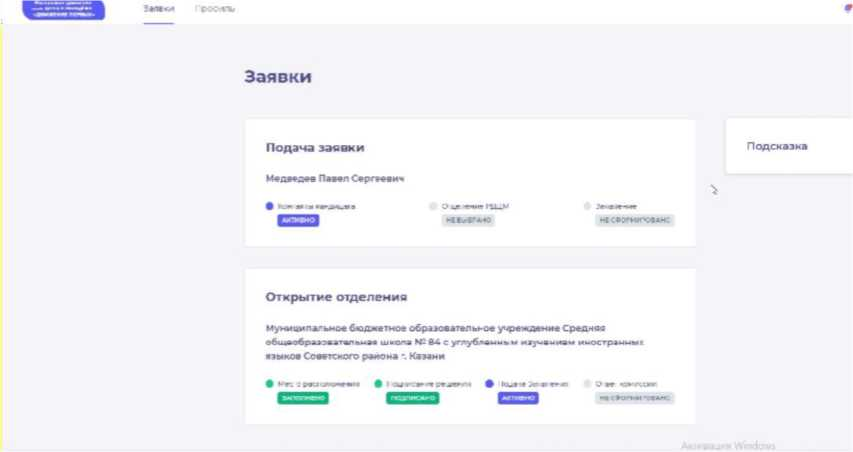 «ДВИЖЕНИЕ ПЕРВЫХ»
Заявки Профиль
Заявки
Подача заявки
Медведев Павел Сергеевич
Контакты кандидата
АКТИВНО
Отделение РДДМ
НЕ ВЫБРАНО
Заявление
НЕ СФОРМИРОВАНО
Подсказка
Открытие отделения
Муниципальное бюджетное образовательное учреждение Средняя
общеобразовательная школа № 84 с углубленным изучением иностранных
языков Советского района г. Казани
Место расположения
ЗАПОЛНЕНО
Подписание решения
ПОДПИСАНО
Подача Заявления
АКТИВНО
Ответ комиссии
НЕ СФОРМИРОВАНО
Активация Windows